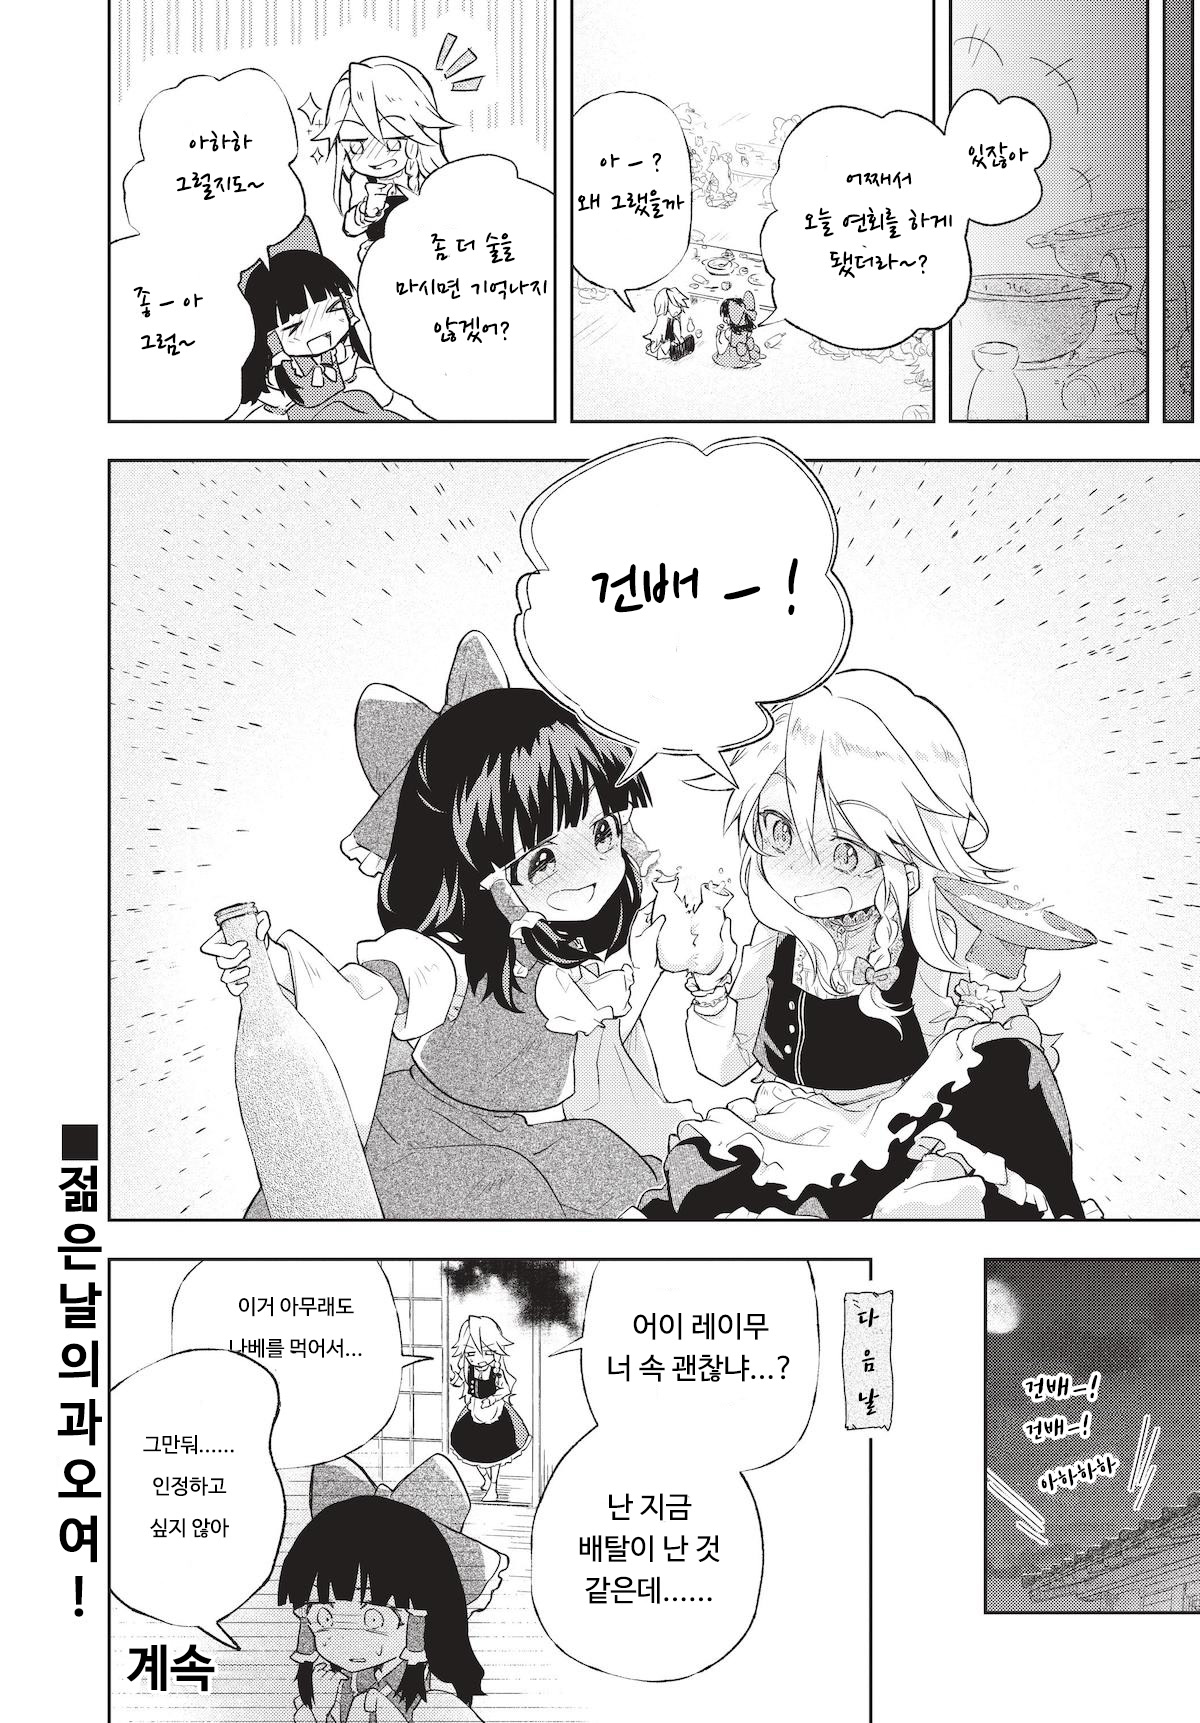 있잖아
어째서
오늘 연회를 하게
됐더라~?
아-?
왜 그랬을까
좀 더 술을
마시면 기억나지
않겠어?
아하하
그럴지도~
좋-아
그럼~
건배-!
건배-!
건배-!
아하하하
다음날
어이 레이무
너 속 괜찮냐...?
난 지금
배탈이 난 것
같은데......
이거 아무래도
나베를 먹어서...
그만둬......
인정하고
싶지 않아
계속
■젊은날의과오여!